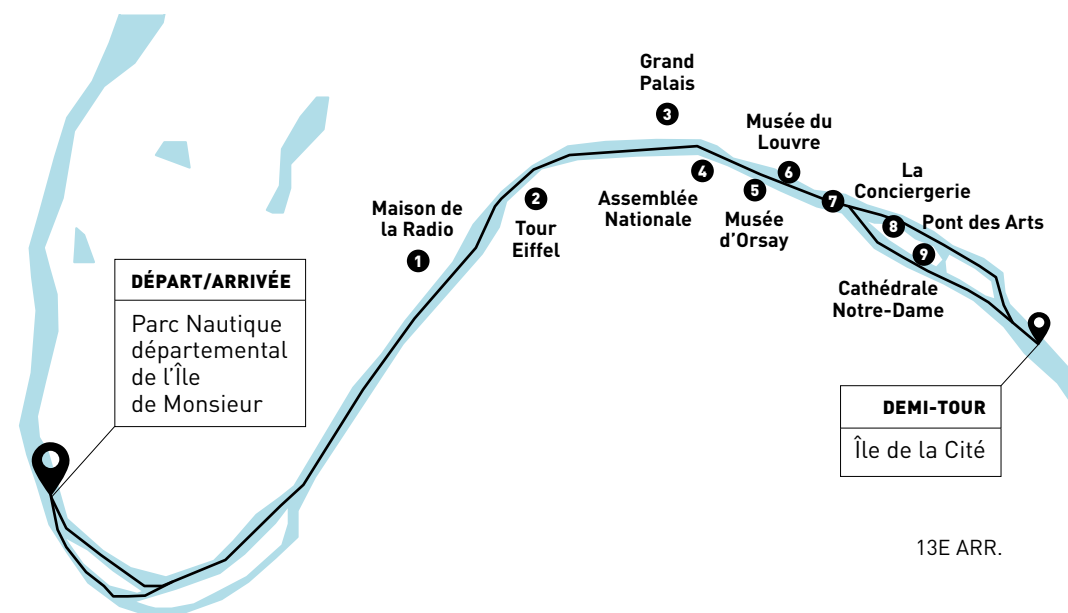 Grand
Palais
3
Musée du
Louvre
6
La
Conciergerie
7
4
5
Assemblée
Nationale
Musée
d'Orsay
8
Pont des Arts
9
Cathédrale
Notre-Dame
2
Tour
Eiffel
Maison de
la Radio
1
DÉPART/ARRIVÉE
Parc Nautique
départemental
de l'Île
de Monsieur
DEMI-TOUR
Île de la Cité
13E ARR.